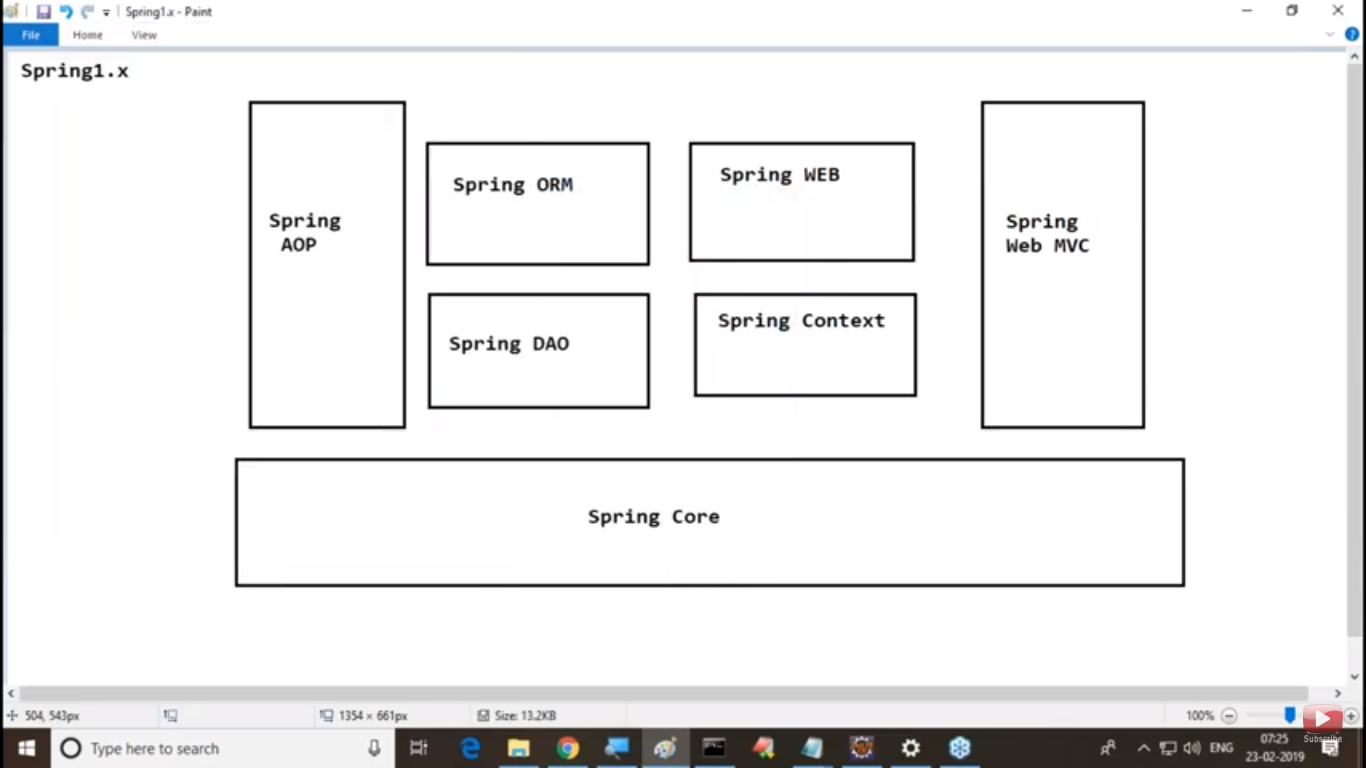 Spring1.x - Paint
File Home View
Spring1.x
Spring
AOP
Spring ORM
Spring WEB
Spring
Web MVC
Spring DAO
Spring Context
Spring Core
504, 543px
1354 × 661px
Size: 13.2KB
100%
Subscribe
Type here to search
ENG
07:25
23-02-2019